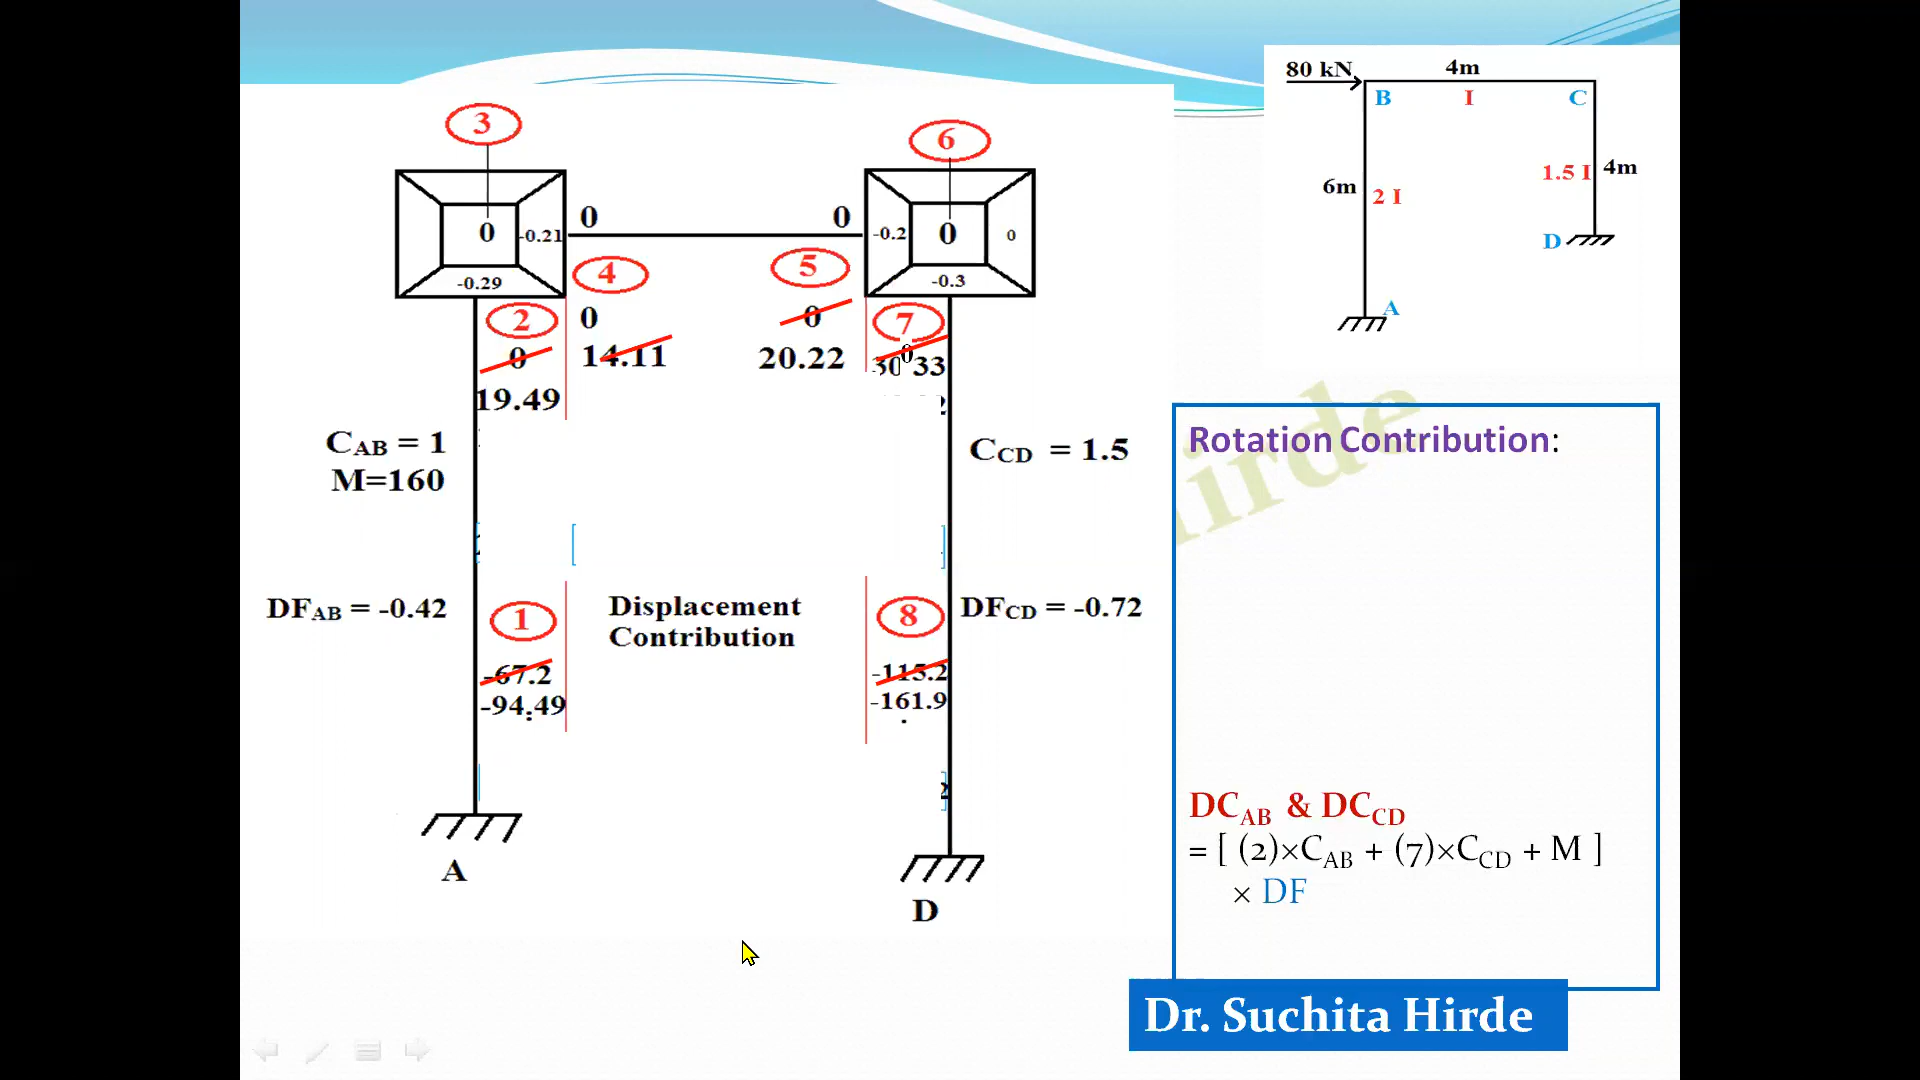 80 kN
4m
B
I
C
1.5 I
4m
6m
2 I
D
A
3
6
0
-0.21
0
0
-0.2
0
0
-0.29
4
5
-0.3
2
0
0
7
0
14.11
20.22
30 33
0
19.49
CAB = 1
M=160
CCD = 1.5
Rotation Contribution:
DFAB = -0.42
1
Displacement
Contribution
8
DFCD = -0.72
-67.2
-94.49
-115.2
-161.9
A
D
DCAB & DCCD
= [ (2)×CAB + (7)×CCD + M ]
× DF
Dr. Suchita Hirde